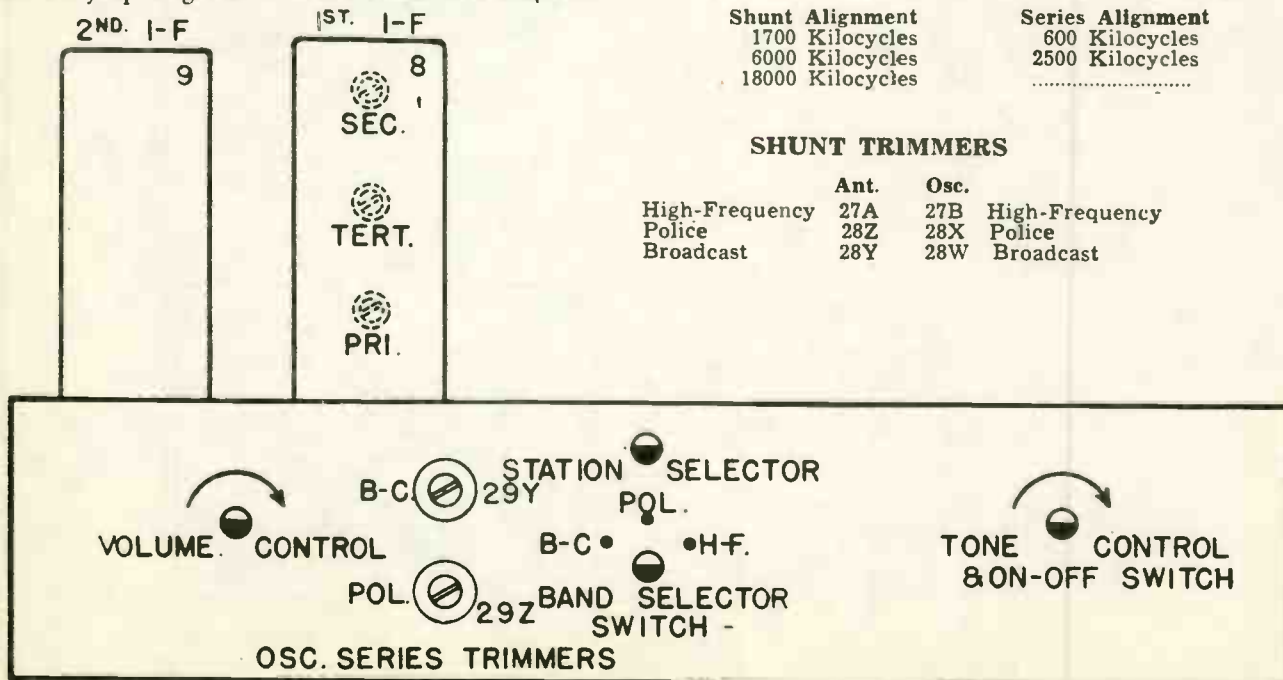 2ND. I-F
1ST. I-F
9
8
SEC.
TERT.
PRI.
Shunt Alignment Series Alignment
1700 Kilocycles 600 Kilocycles
6000 Kilocycles 2500 Kilocycles
18000 Kilocycles ............................
SHUNT TRIMMERS
Ant. Osc.
High-Frequency 27A 27B High-Frequency
Police 28Z 28X Police
Broadcast 28Y 28W Broadcast
VOLUME CONTROL
B-C. 29Y
STATION SELECTOR
POL.
B-C H-F.
POL. 29Z
BAND SELECTOR
SWITCH -
OSC. SERIES TRIMMERS
TONE CONTROL
& ON-OFF SWITCH